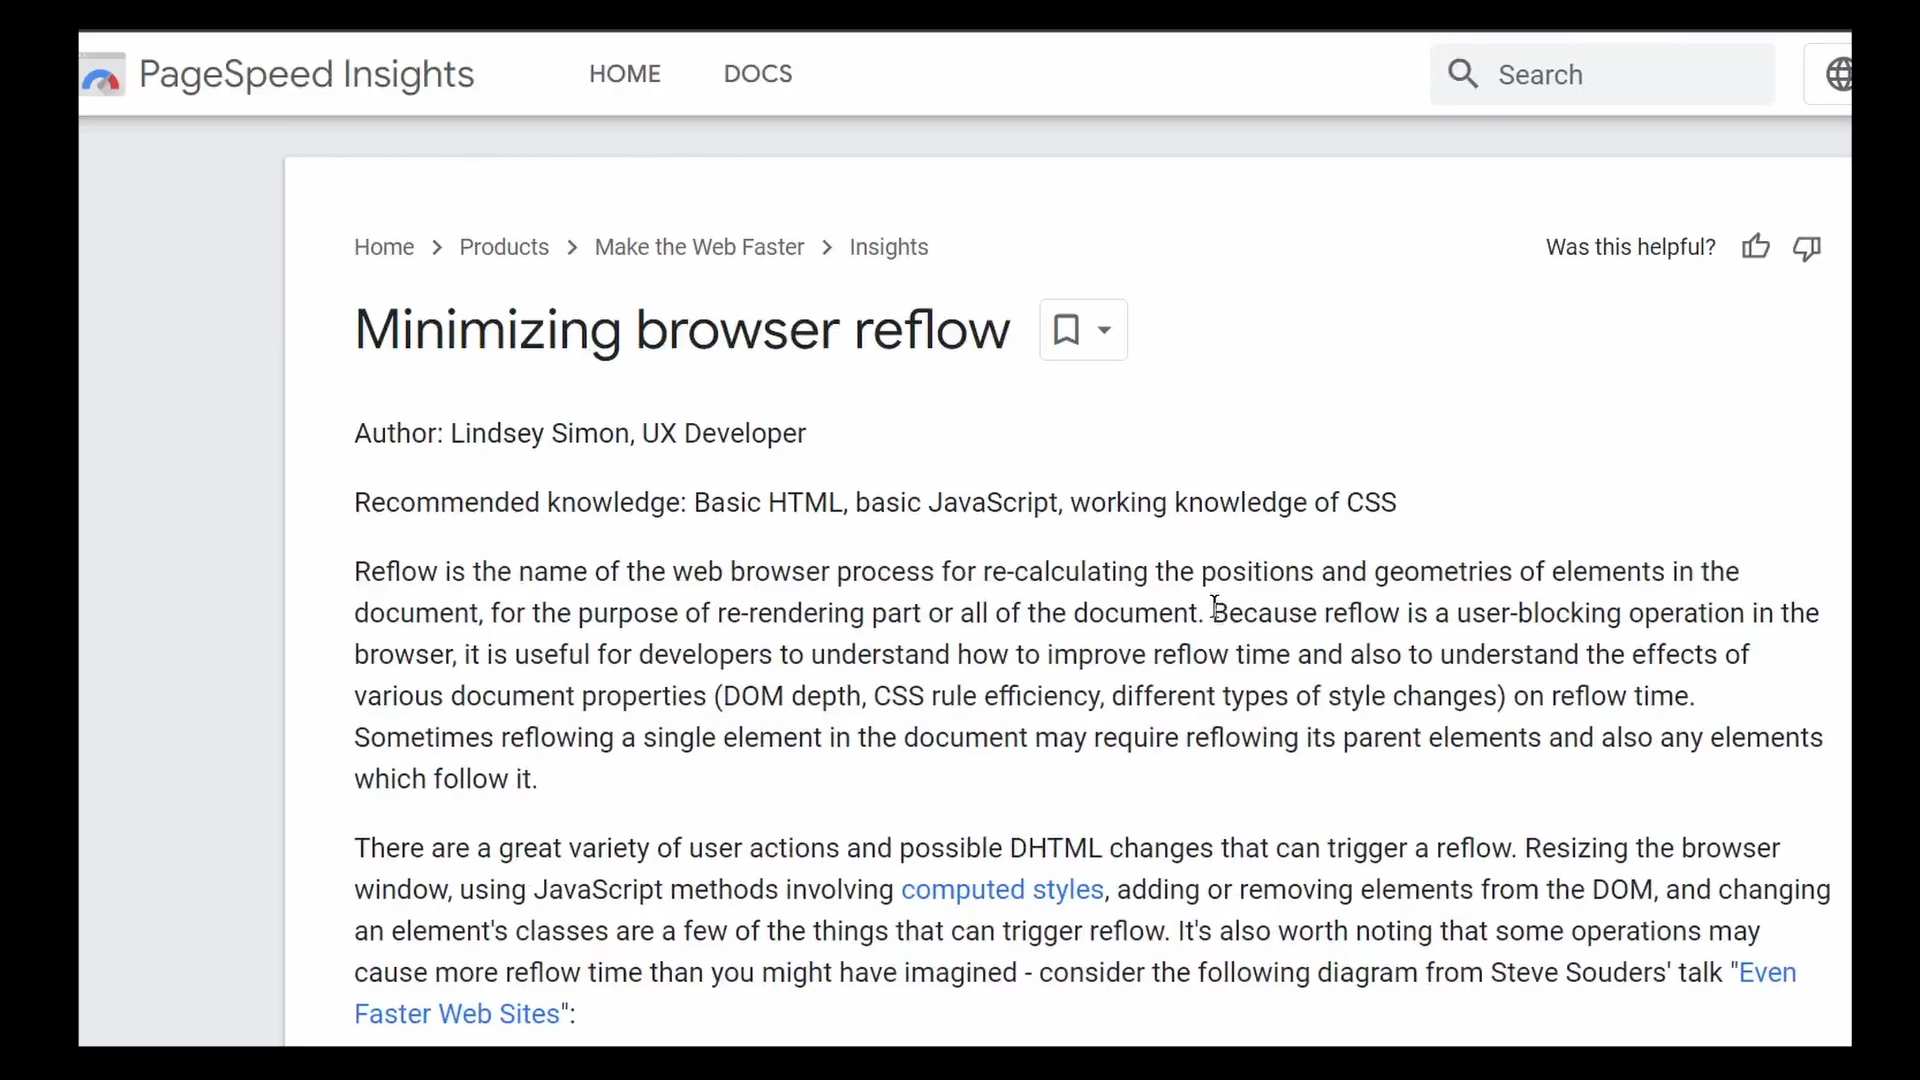 PageSpeed Insights HOME DOCS Search
Home Products Make the Web Faster Insights Was this helpful?
Minimizing browser reflow
Author: Lindsey Simon, UX Developer
Recommended knowledge: Basic HTML, basic JavaScript, working knowledge of CSS
Reflow is the name of the web browser process for re-calculating the positions and geometries of elements in the
document, for the purpose of re-rendering part or all of the document. Because reflow is a user-blocking operation in the
browser, it is useful for developers to understand how to improve reflow time and also to understand the effects of
various document properties (DOM depth, CSS rule efficiency, different types of style changes) on reflow time.
Sometimes reflowing a single element in the document may require reflowing its parent elements and also any elements
which follow it.
There are a great variety of user actions and possible DHTML changes that can trigger a reflow. Resizing the browser
window, using JavaScript methods involving computed styles, adding or removing elements from the DOM, and changing
an element's classes are a few of the things that can trigger reflow. It's also worth noting that some operations may
cause more reflow time than you might have imagined - consider the following diagram from Steve Souders' talk "Even
Faster Web Sites":